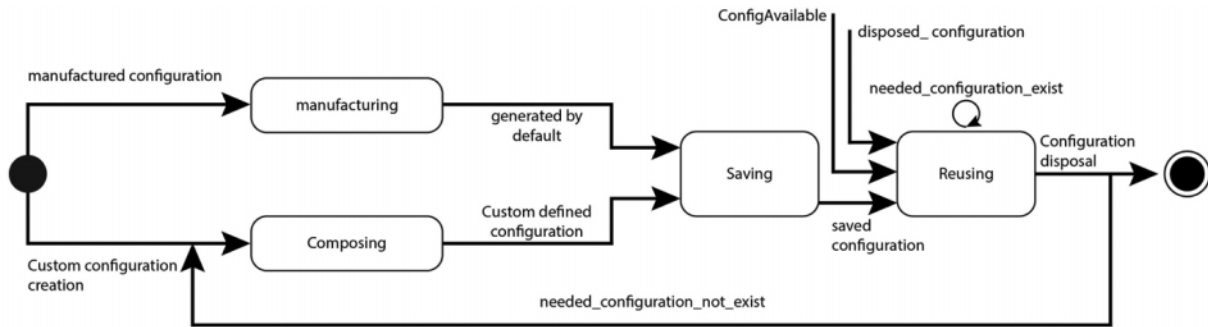 ConfigAvailable
disposed_ configuration
manufactured configuration
needed_configuration_exist
manufacturing
generated by
default
Configuration
disposal
Saving
Reusing
Custom defined
configuration
Composing
saved
configuration
Custom configuration
creation
needed_configuration_not_exist